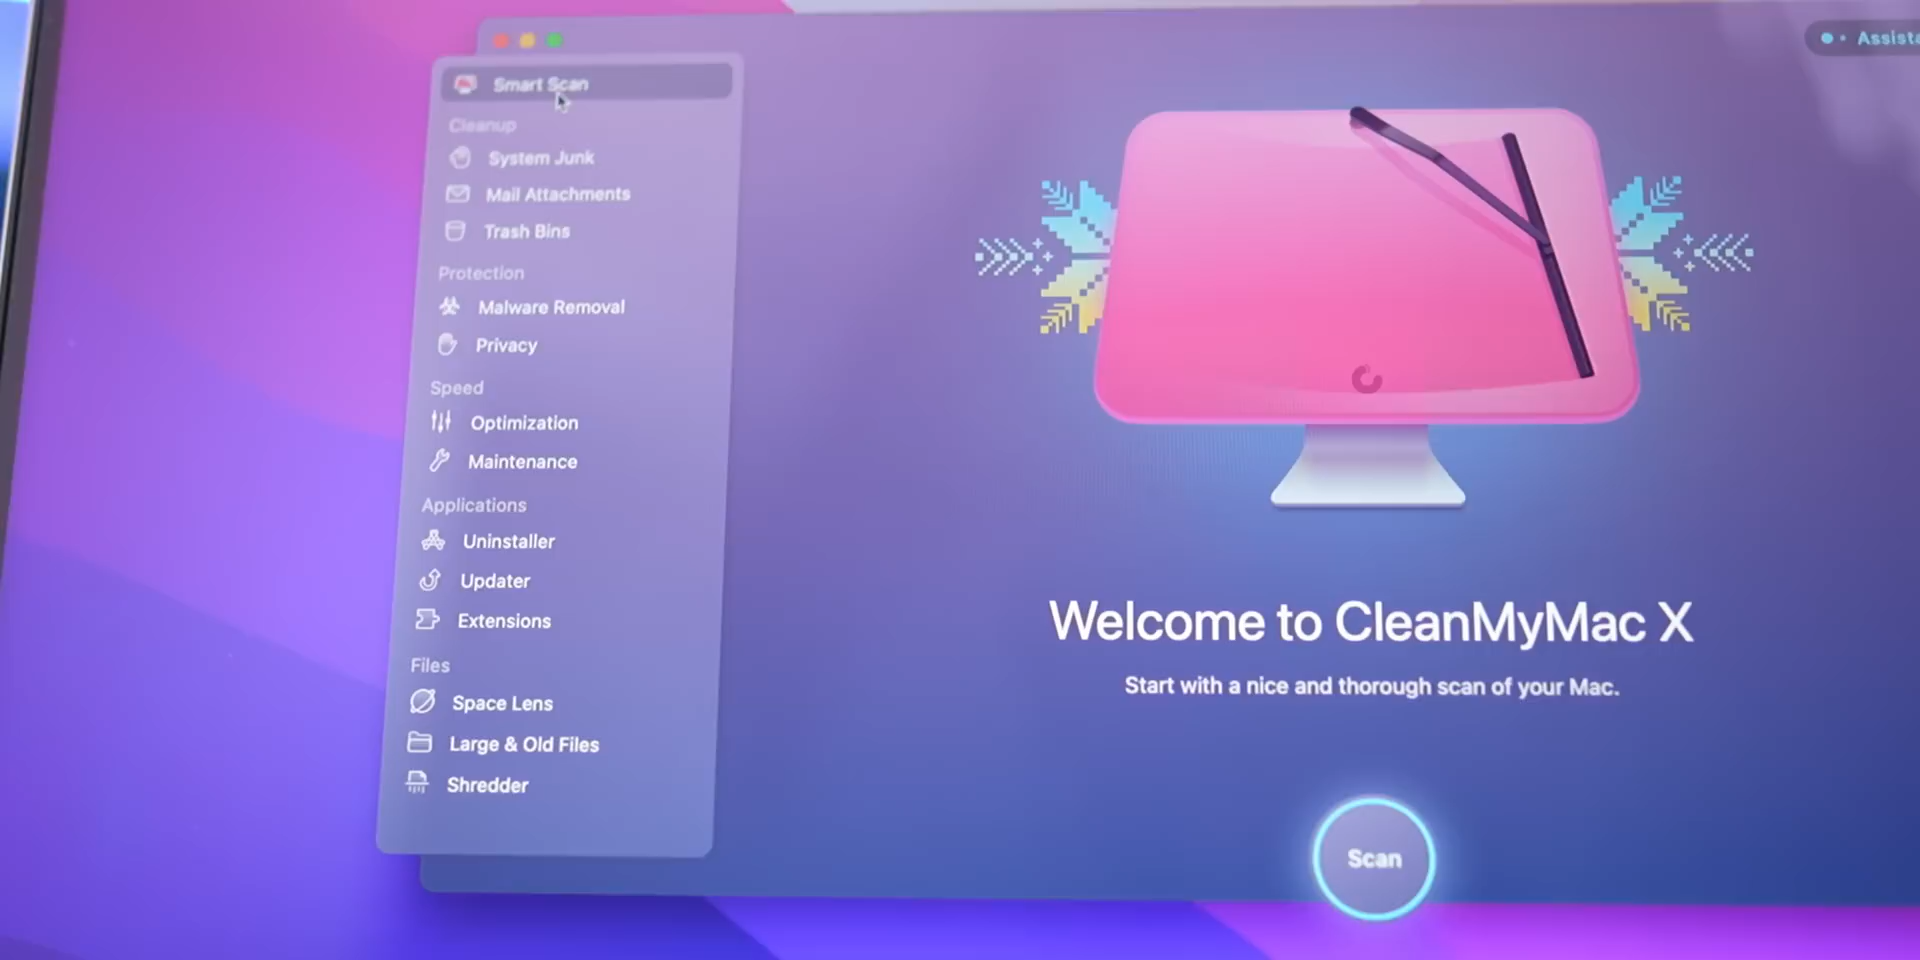 Smart Scan
Cleanup
System Junk
Mail Attachments
Trash Bins
Protection
Malware Removal
Privacy
Speed
Optimization
Maintenance
Applications
Uninstaller
Updater
Extensions
Files
Space Lens
Large & Old Files
Shredder
Assista
Welcome to CleanMyMac X
Start with a nice and thorough scan of your Mac.
Scan